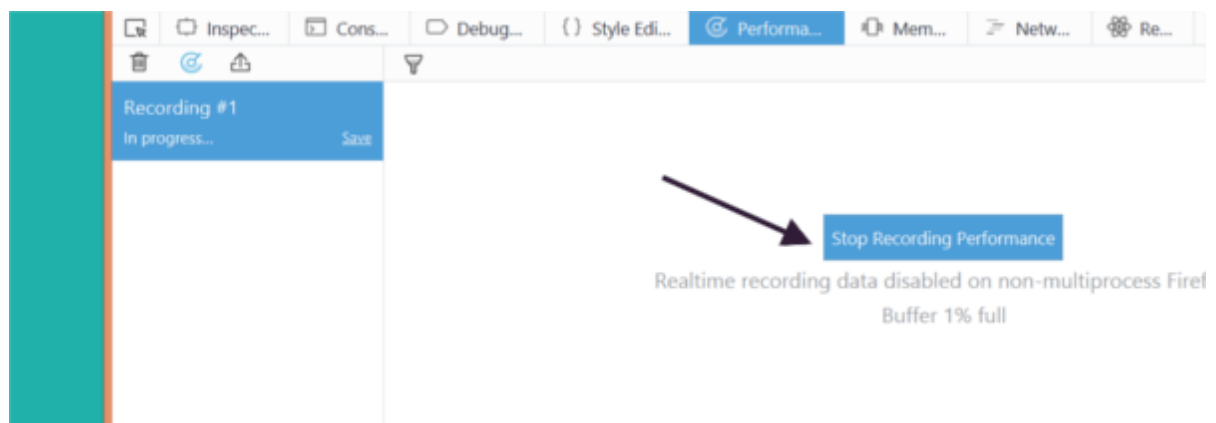 Inspec... Cons... Debug... {} Style Edi... Performa... Mem... Netw... Re...
Recording #1
In progress... Save
Stop Recording Performance
Realtime recording data disabled on non-multiprocess Firef
Buffer 1% full